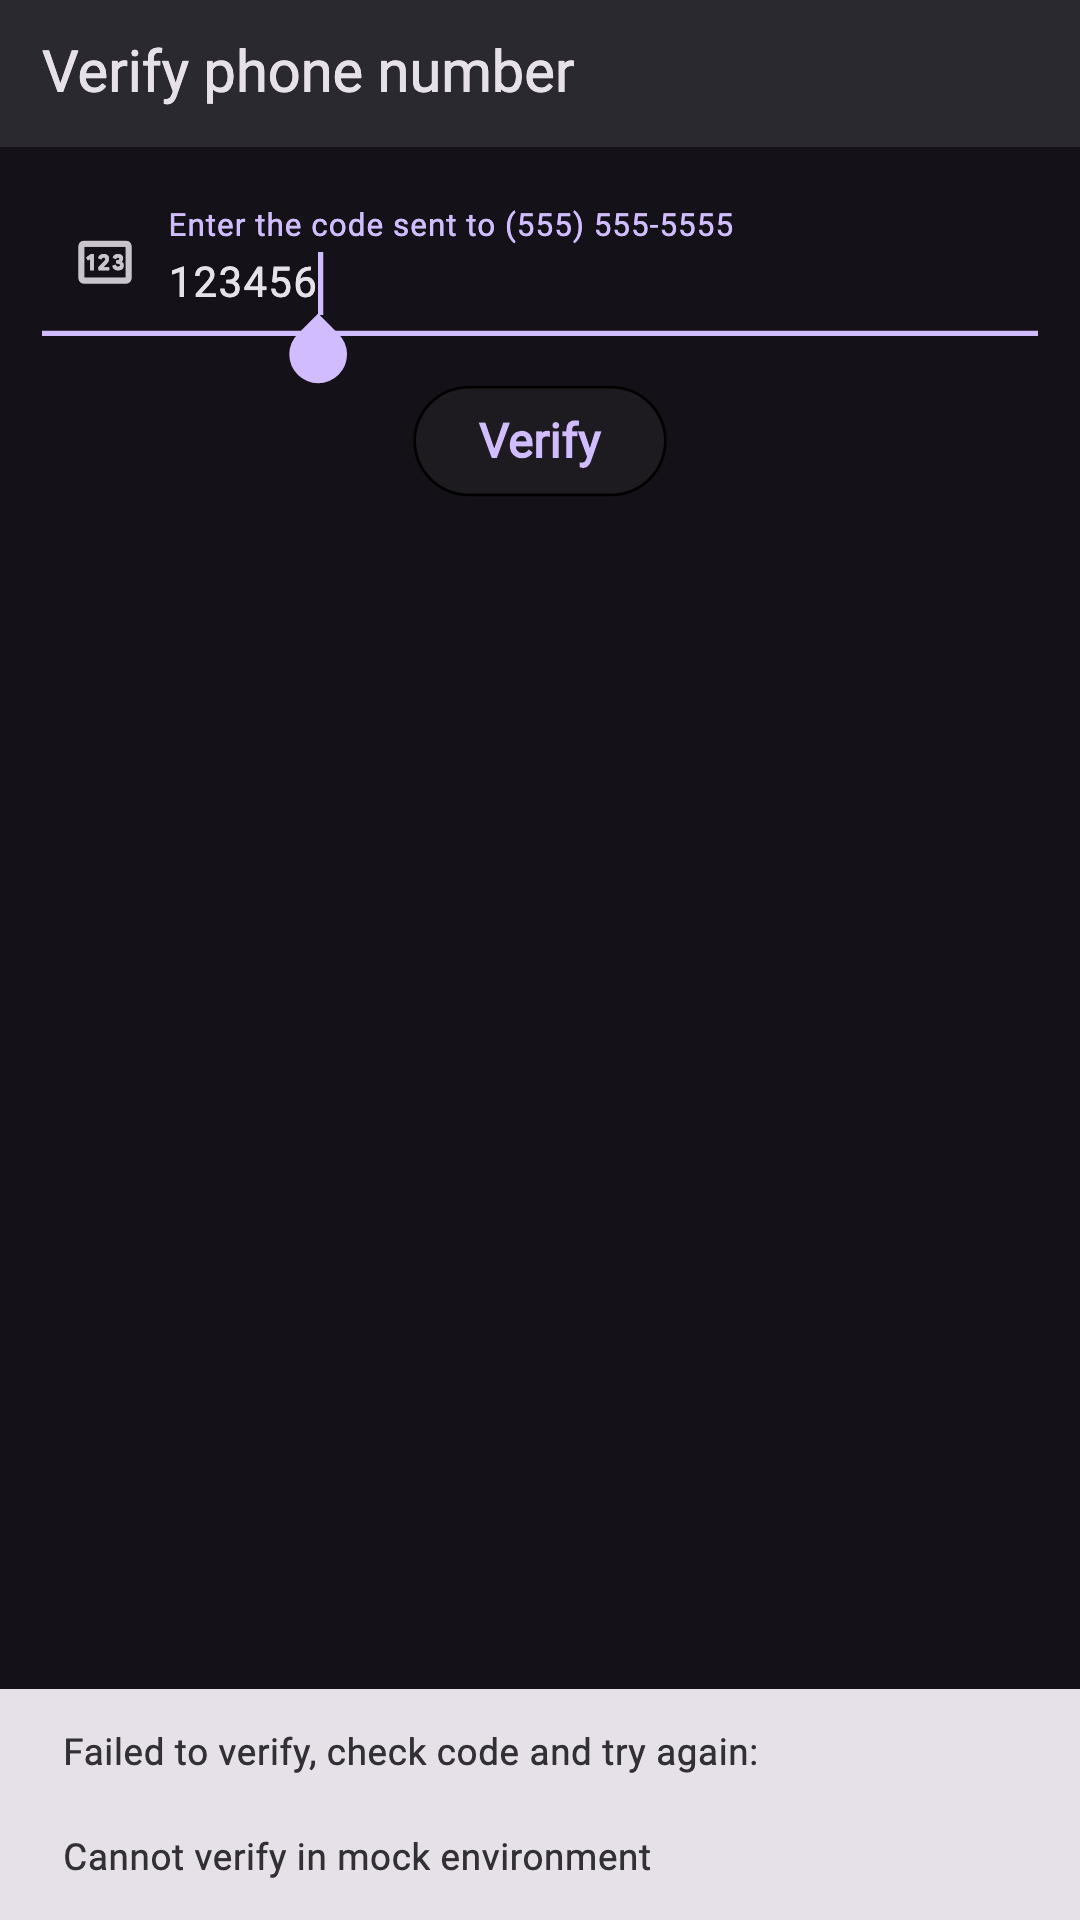 Verify phone number
Enter the code sent to (555) 555-5555
123
123456
Verify
Failed to verify, check code and try again:
Cannot verify in mock environment